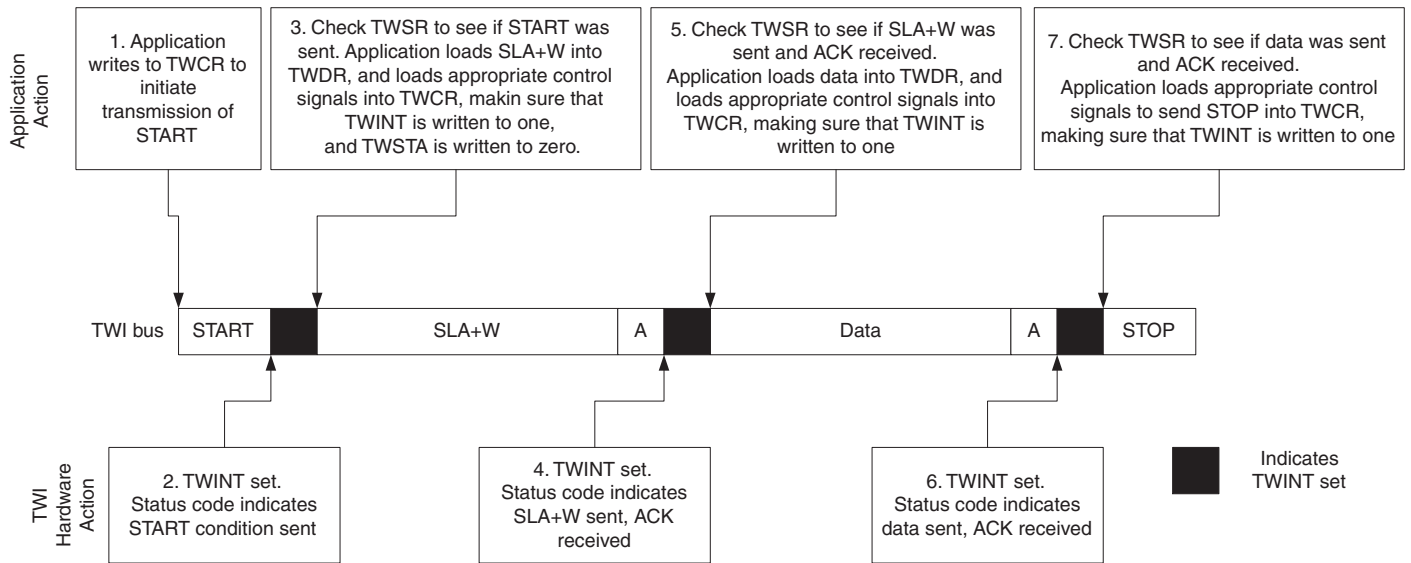 Application
Action
1. Application
writes to TWCR to
initiate
transmission of
START
3. Check TWSR to see if START was
sent. Application loads SLA+W into
TWDR, and loads appropriate control
signals into TWCR, makin sure that
TWINT is written to one,
and TWSTA is written to zero.
5. Check TWSR to see if SLA+W was
sent and ACK received.
Application loads data into TWDR, and
loads appropriate control signals into
TWCR, making sure that TWINT is
written to one
7. Check TWSR to see if data was sent
and ACK received.
Application loads appropriate control
signals to send STOP into TWCR,
making sure that TWINT is written to one
TWI bus
START
SLA+W
A
Data
A
STOP
TWI
Hardware
Action
2. TWINT set.
Status code indicates
START condition sent
4. TWINT set.
Status code indicates
SLA+W sent, ACK
received
6. TWINT set.
Status code indicates
data sent, ACK received
Indicates
TWINT set